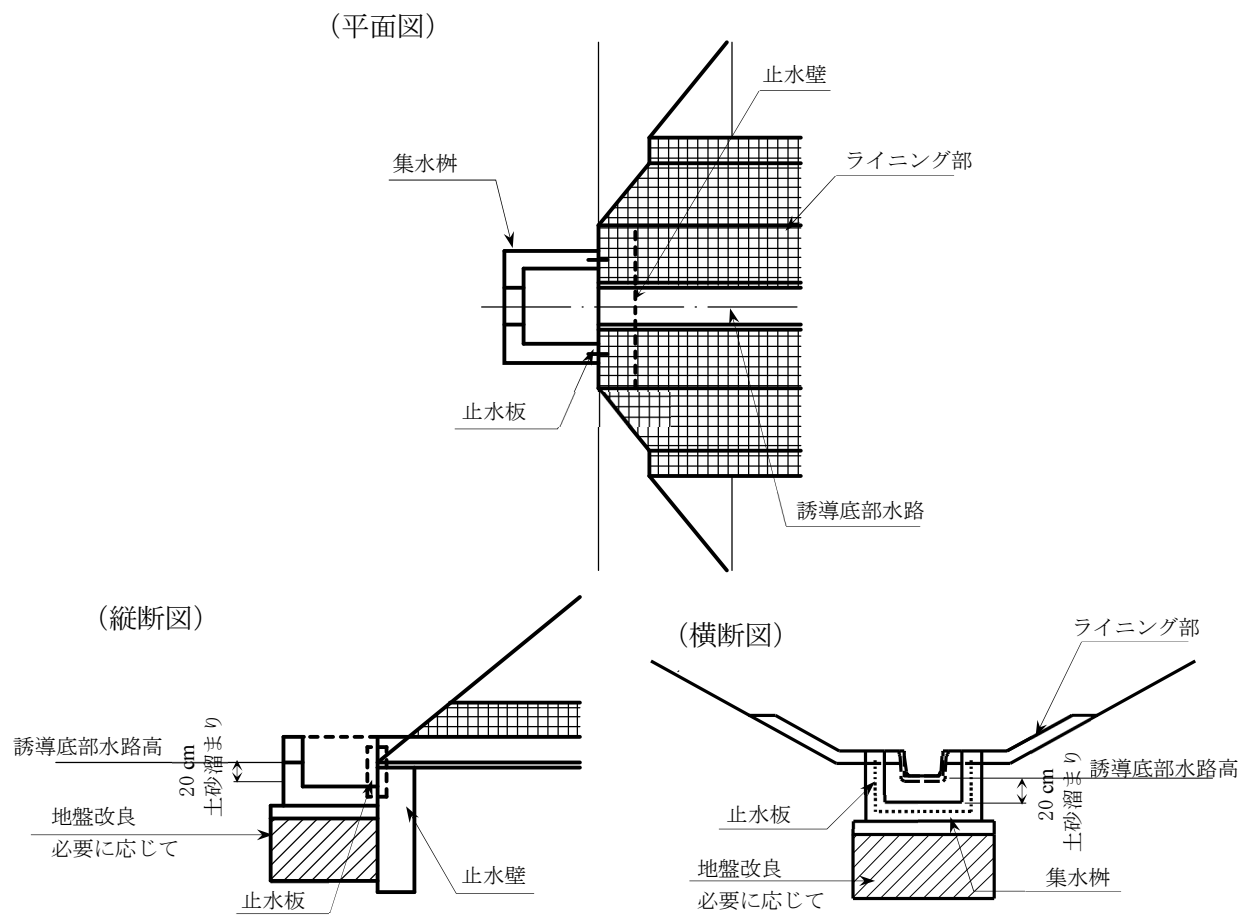 （平面図）
止水壁
集水桝
ライニング部
止水板
誘導底部水路
（縦断図）
誘導底部水路高
20 cm
土砂溜まり
地盤改良
必要に応じて
止水板
止水壁
（横断図）
ライニング部
誘導底部水路高
20 cm
土砂溜まり
止水板
地盤改良
必要に応じて
集水桝